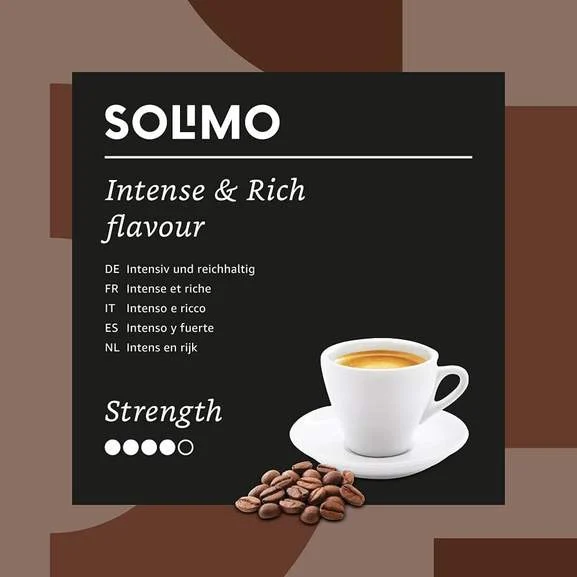 SOLIMO
Intense & Rich
flavour
DE Intensiv und reichhaltig
FR Intense et riche
IT Intenso e ricco
ES Intenso y fuerte
NL Intens en rijk
Strength